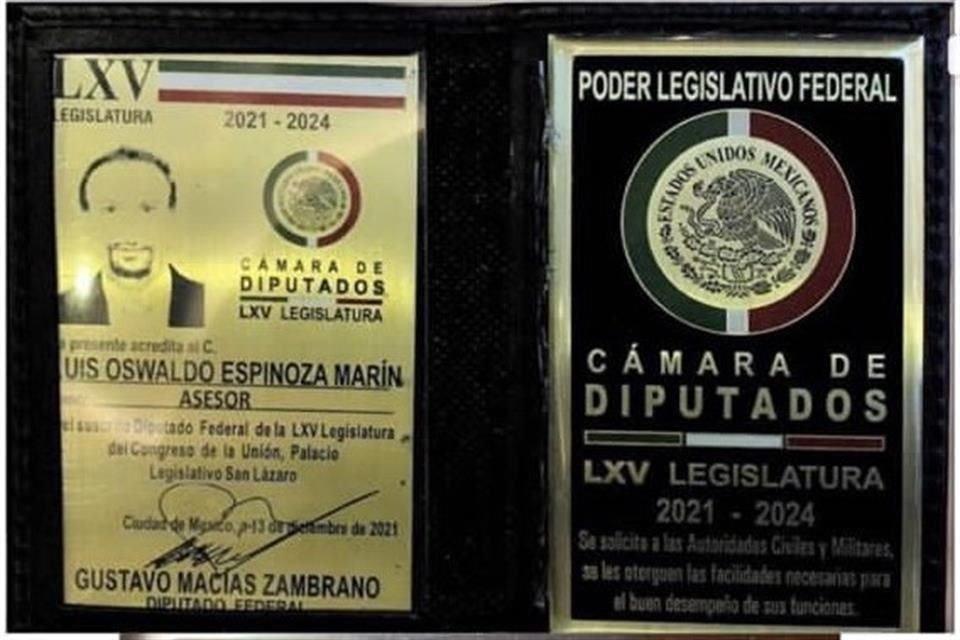 LXV
LEGISLATURA
2021 - 2024
CÁMARA DE
DIPUTADOS
LXV LEGISLATURA
presente acredita al C.
LUIS OSWALDO ESPINOZA MARÍN
ASESOR
el Diputado Federal de la LXV Legislatura
del Congreso de la Unión, Palacio
Legislativo San Lázaro
Ciudad de México, a 13 de diciembre de 2021
GUSTAVO MACÍAS ZAMBRANO
DIPUTADO FEDERAL
PODER LEGISLATIVO FEDERAL
ESTADOS UNIDOS MEXICANOS
CÁMARA DE
DIPUTADOS
LXV LEGISLATURA
2021 - 2024
Se solicita a las Autoridades Civiles y Militares,
se les otorguen las facilidades necesarias para
el buen desempeño de sus funciones.